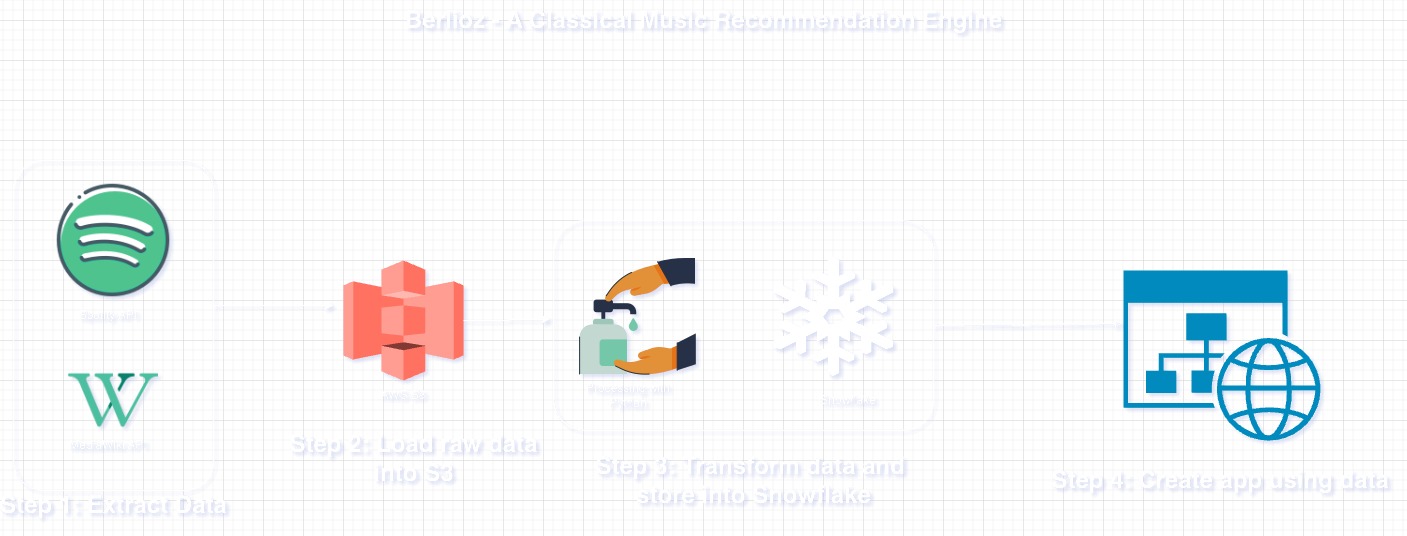 Berlioz - A Classical Music Recommendation Engine
Spotify API
W
MediaWiki API
Step 1: Extract Data
AWS S3
Step 2: Load raw data
into S3
Processing with
Python
Snowflake
Step 3: Transform data and
store into Snowflake
Step 4: Create app using data